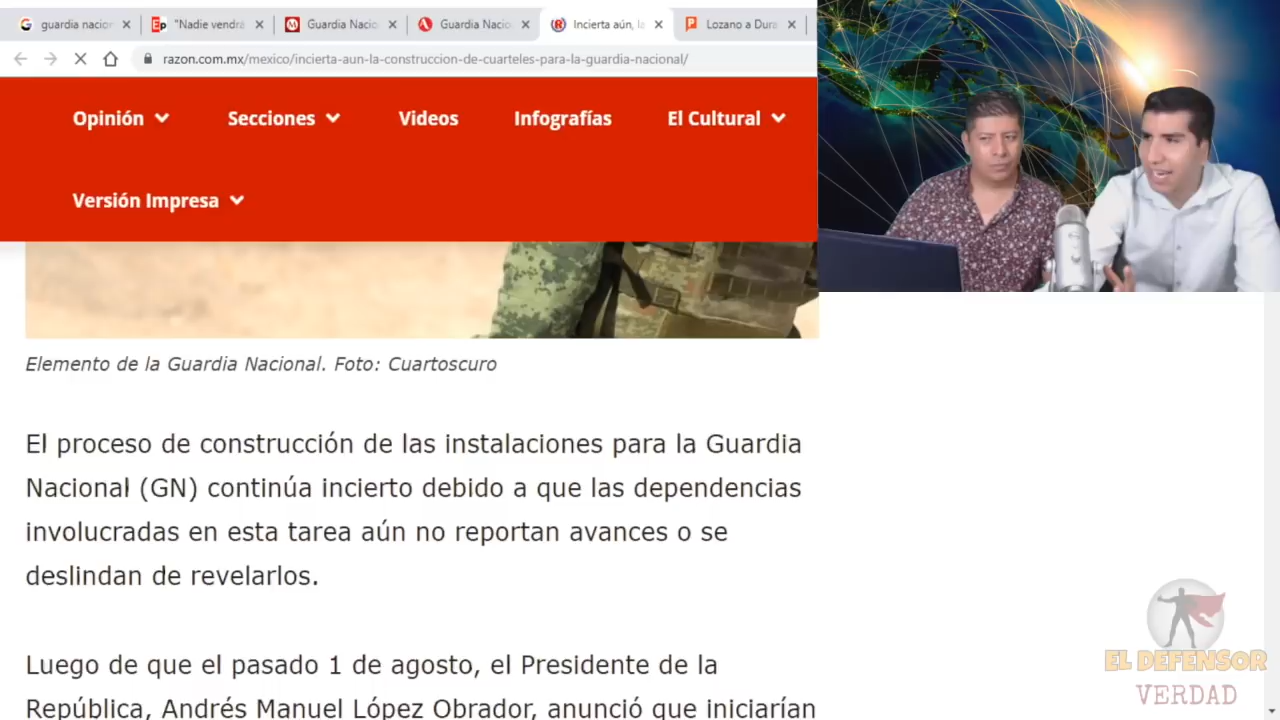 guardia nacion
"Nadie vendrá
Guardia Nacio
Guardia Nacio
Incierta aún, la
Lozano a Dura
razon.com.mx/mexico/incierta-aun-la-construccion-de-cuarteles-para-la-guardia-nacional/
Opinión
Secciones
Videos
Infografías
El Cultural
Versión Impresa
Elemento de la Guardia Nacional. Foto: Cuartoscuro
El proceso de construcción de las instalaciones para la Guardia
Nacional (GN) continúa incierto debido a que las dependencias
involucradas en esta tarea aún no reportan avances o se
deslindan de revelarlos.
Luego de que el pasado 1 de agosto, el Presidente de la
República, Andrés Manuel López Obrador, anunció que iniciarían
EL DEFENSOR
VERDAD